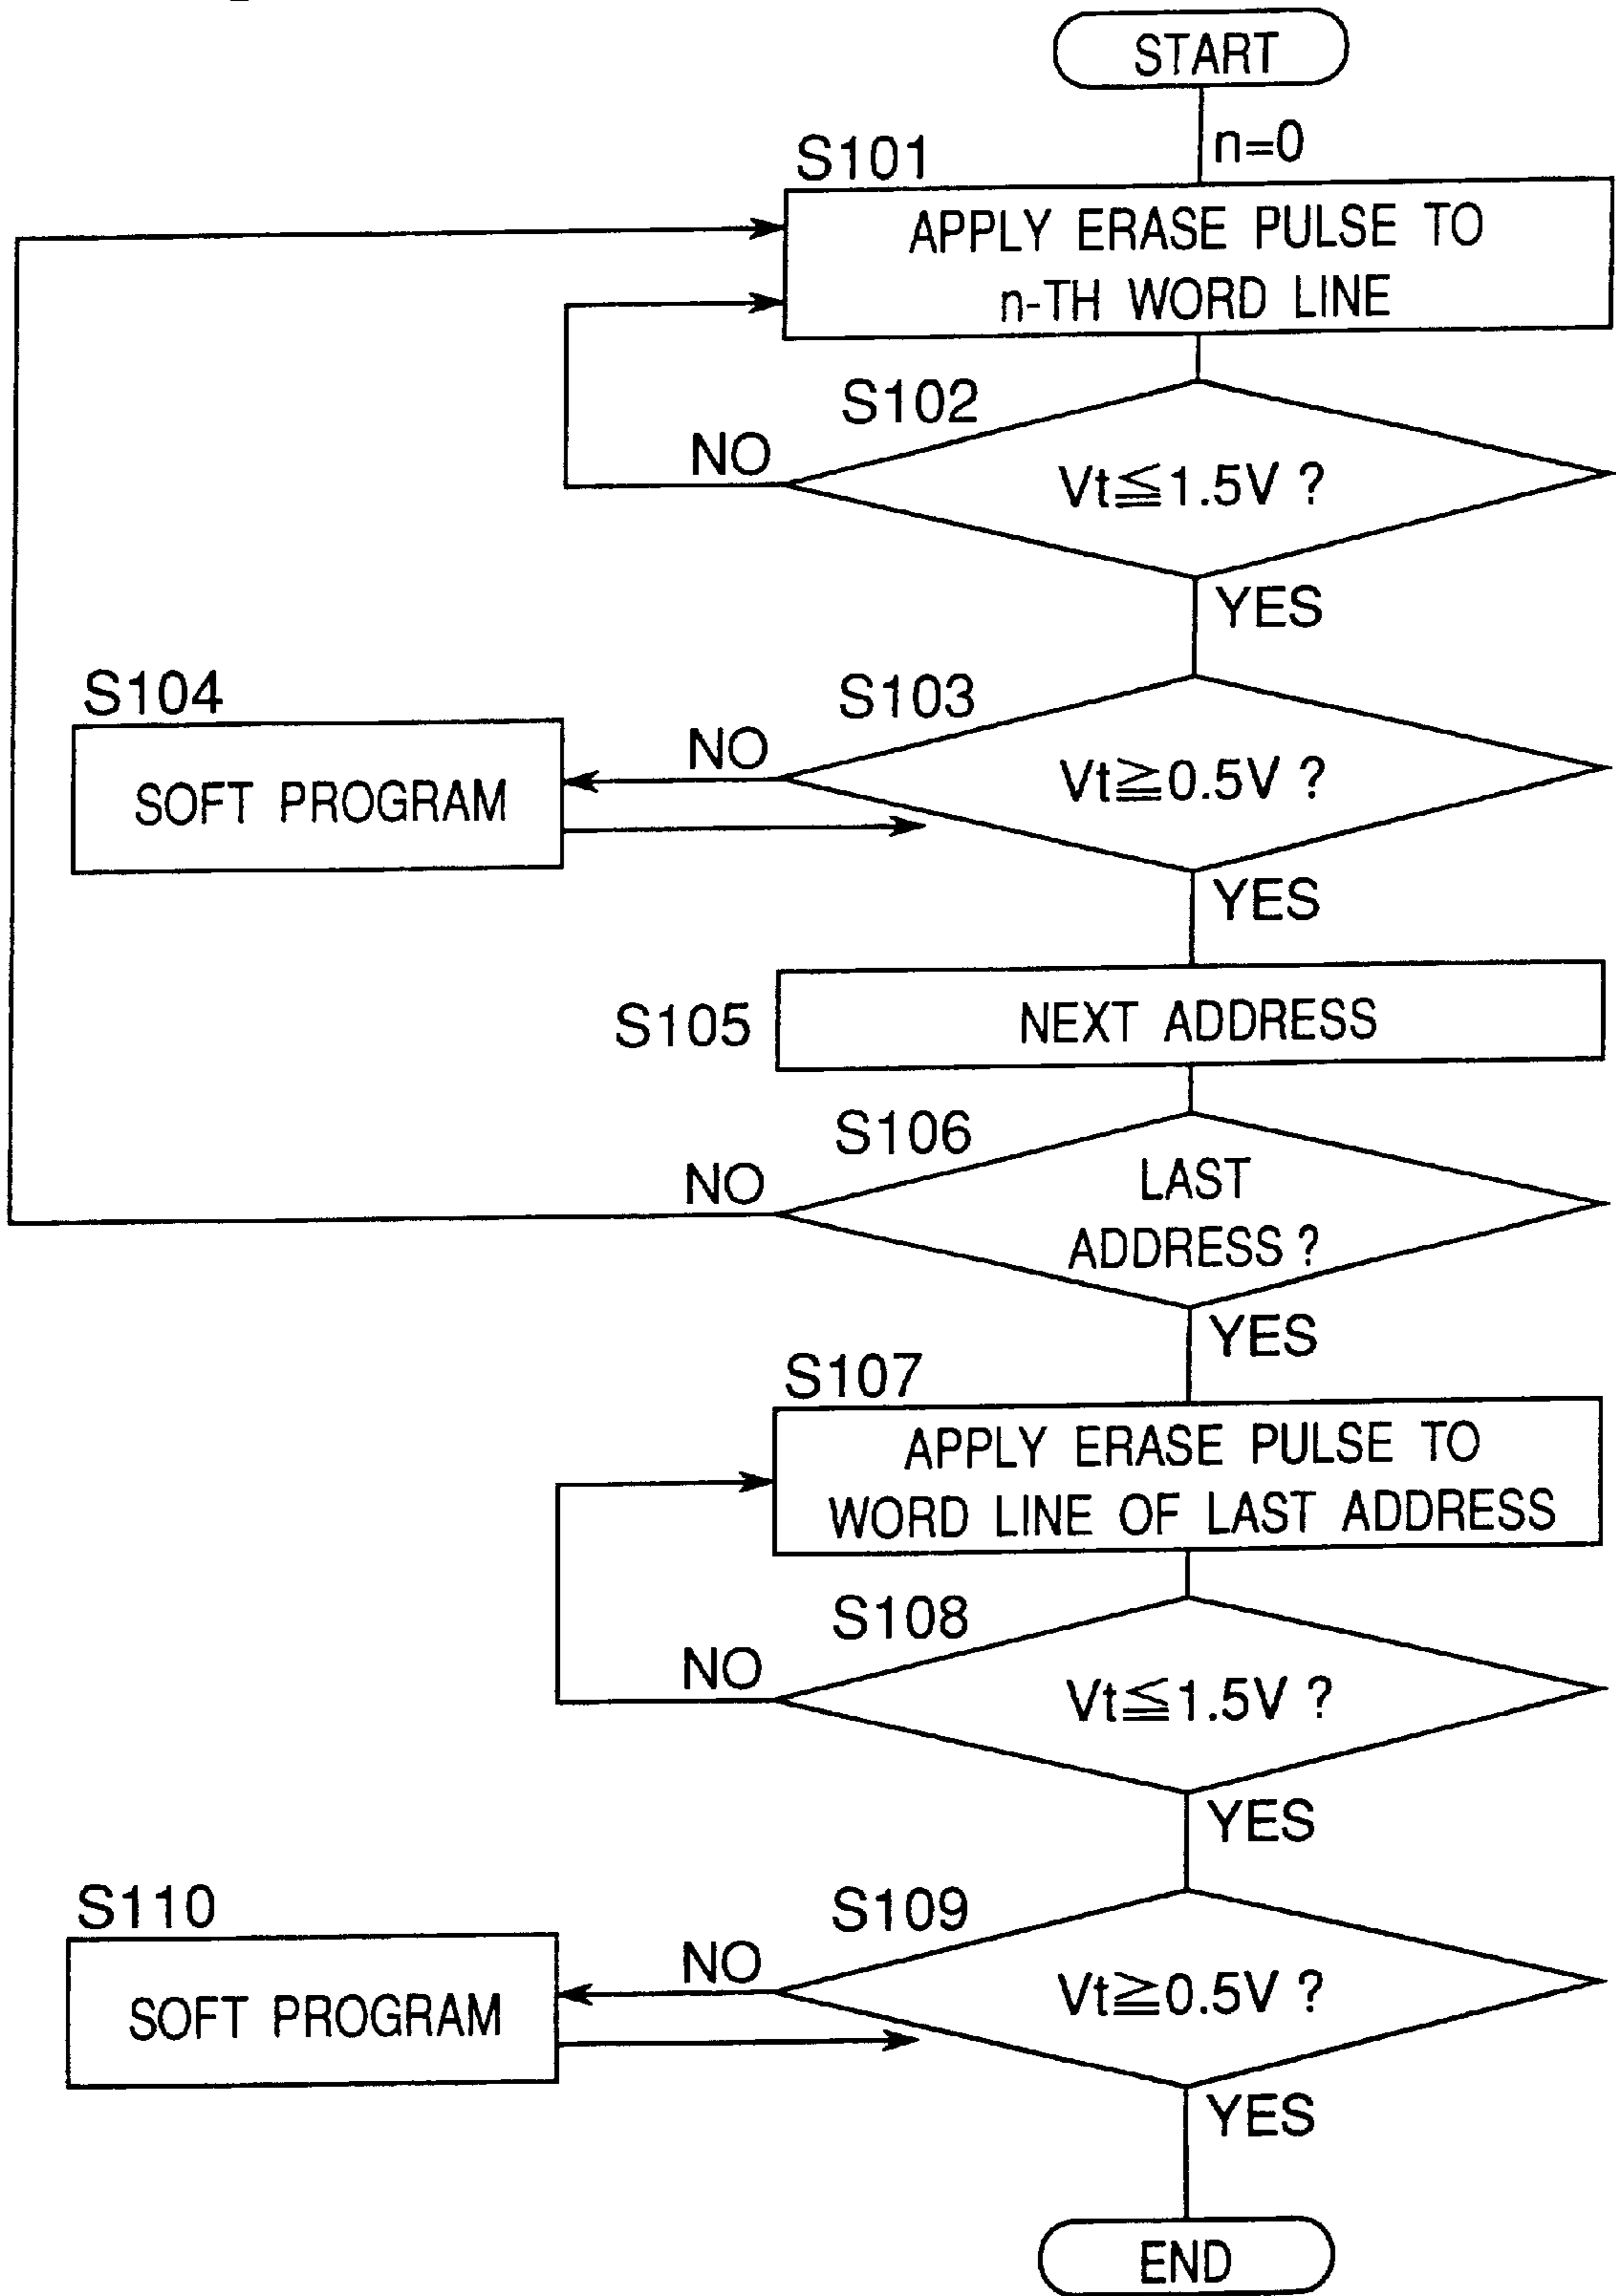 START
n=0
S101
APPLY ERASE PULSE TO
n-TH WORD LINE
S102
NO
Vt≦1.5V ?
YES
S104
S103
NO
SOFT PROGRAM
Vt≧0.5V ?
YES
S105
NEXT ADDRESS
S106
NO
LAST
ADDRESS ?
YES
S107
APPLY ERASE PULSE TO
WORD LINE OF LAST ADDRESS
S108
NO
Vt≦1.5V ?
YES
S110
S109
NO
SOFT PROGRAM
Vt≧0.5V ?
YES
END